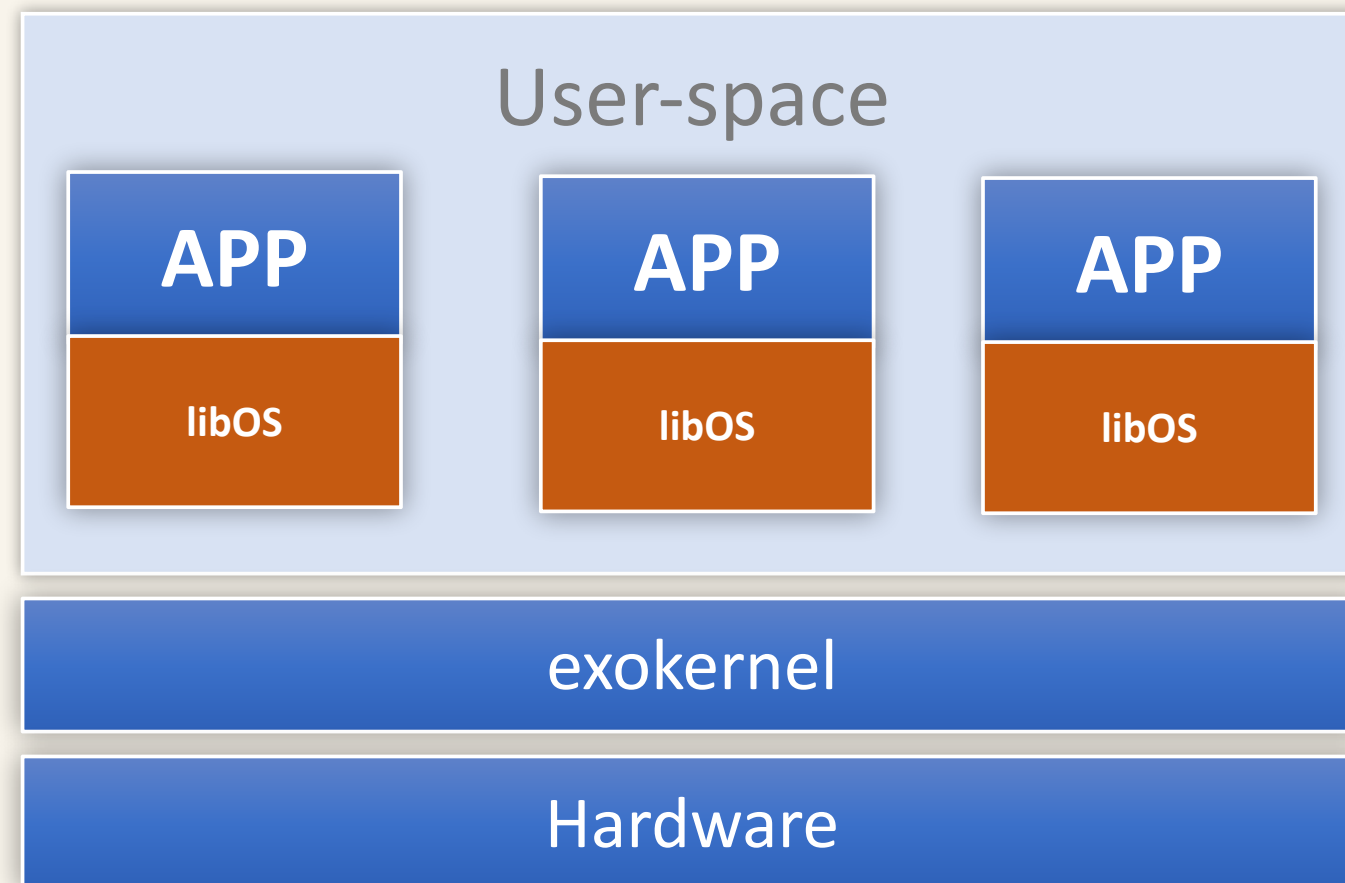 User-space
APP
APP
APP
libOS
libOS
libOS
exokernel
Hardware